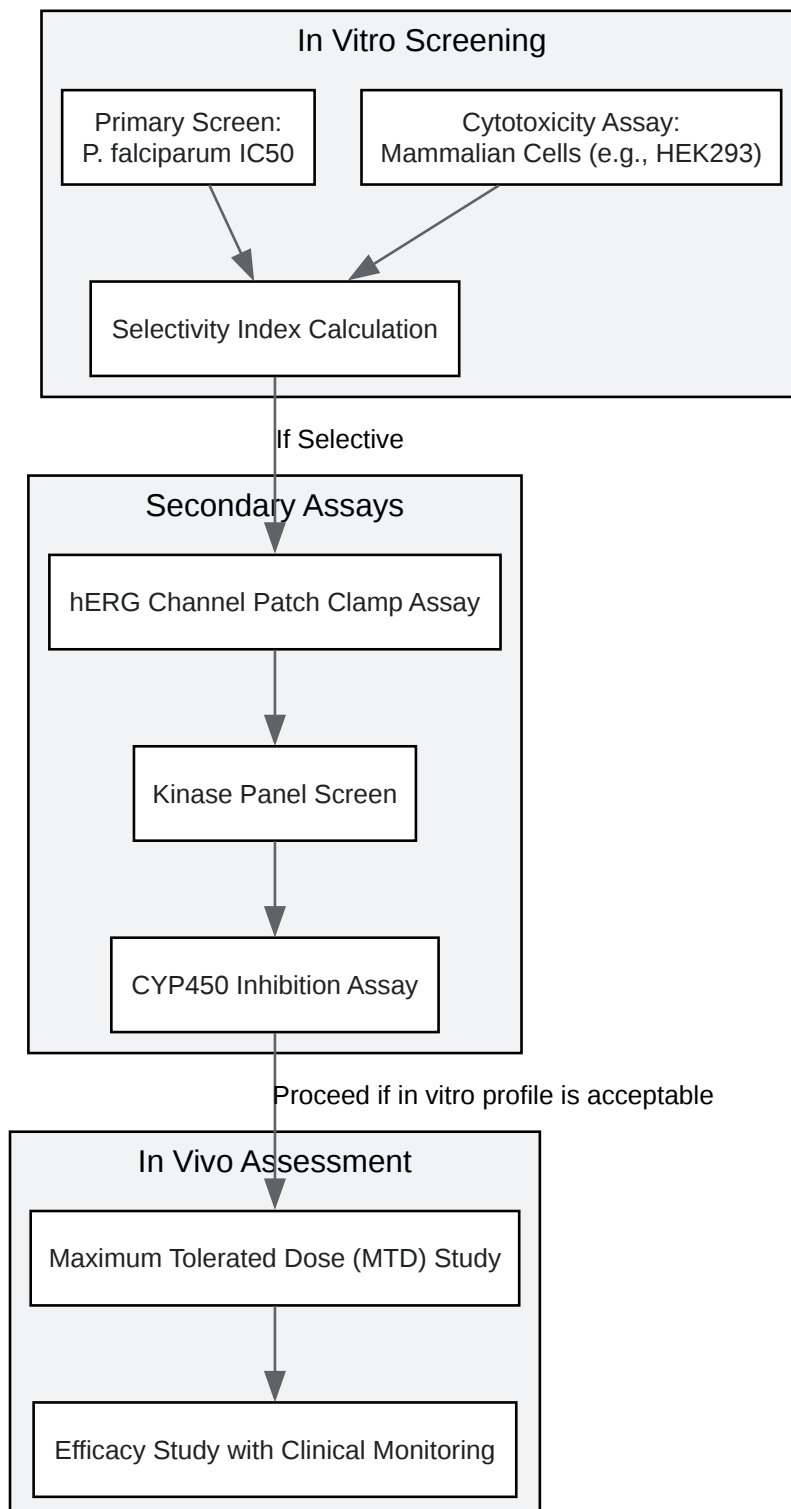 In Vitro Screening
Primary Screen:
P. falciparum IC50
Cytotoxicity Assay:
Mammalian Cells (e.g., HEK293)
Selectivity Index Calculation
If Selective
Secondary Assays
hERG Channel Patch Clamp Assay
Kinase Panel Screen
CYP450 Inhibition Assay
Proceed if in vitro profile is acceptable
In Vivo Assessment
Maximum Tolerated Dose (MTD) Study
Efficacy Study with Clinical Monitoring